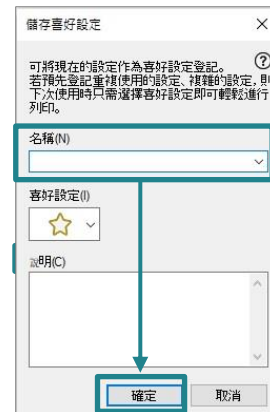 儲存喜好設定
可將現在的設定作為喜好設定登記。
若預先登記重複使用的設定、複雜的設定，則
下次使用時只需選擇喜好設定即可輕鬆進行
列印。
名稱(N)
喜好設定(I)
說明(C)
確定 取消